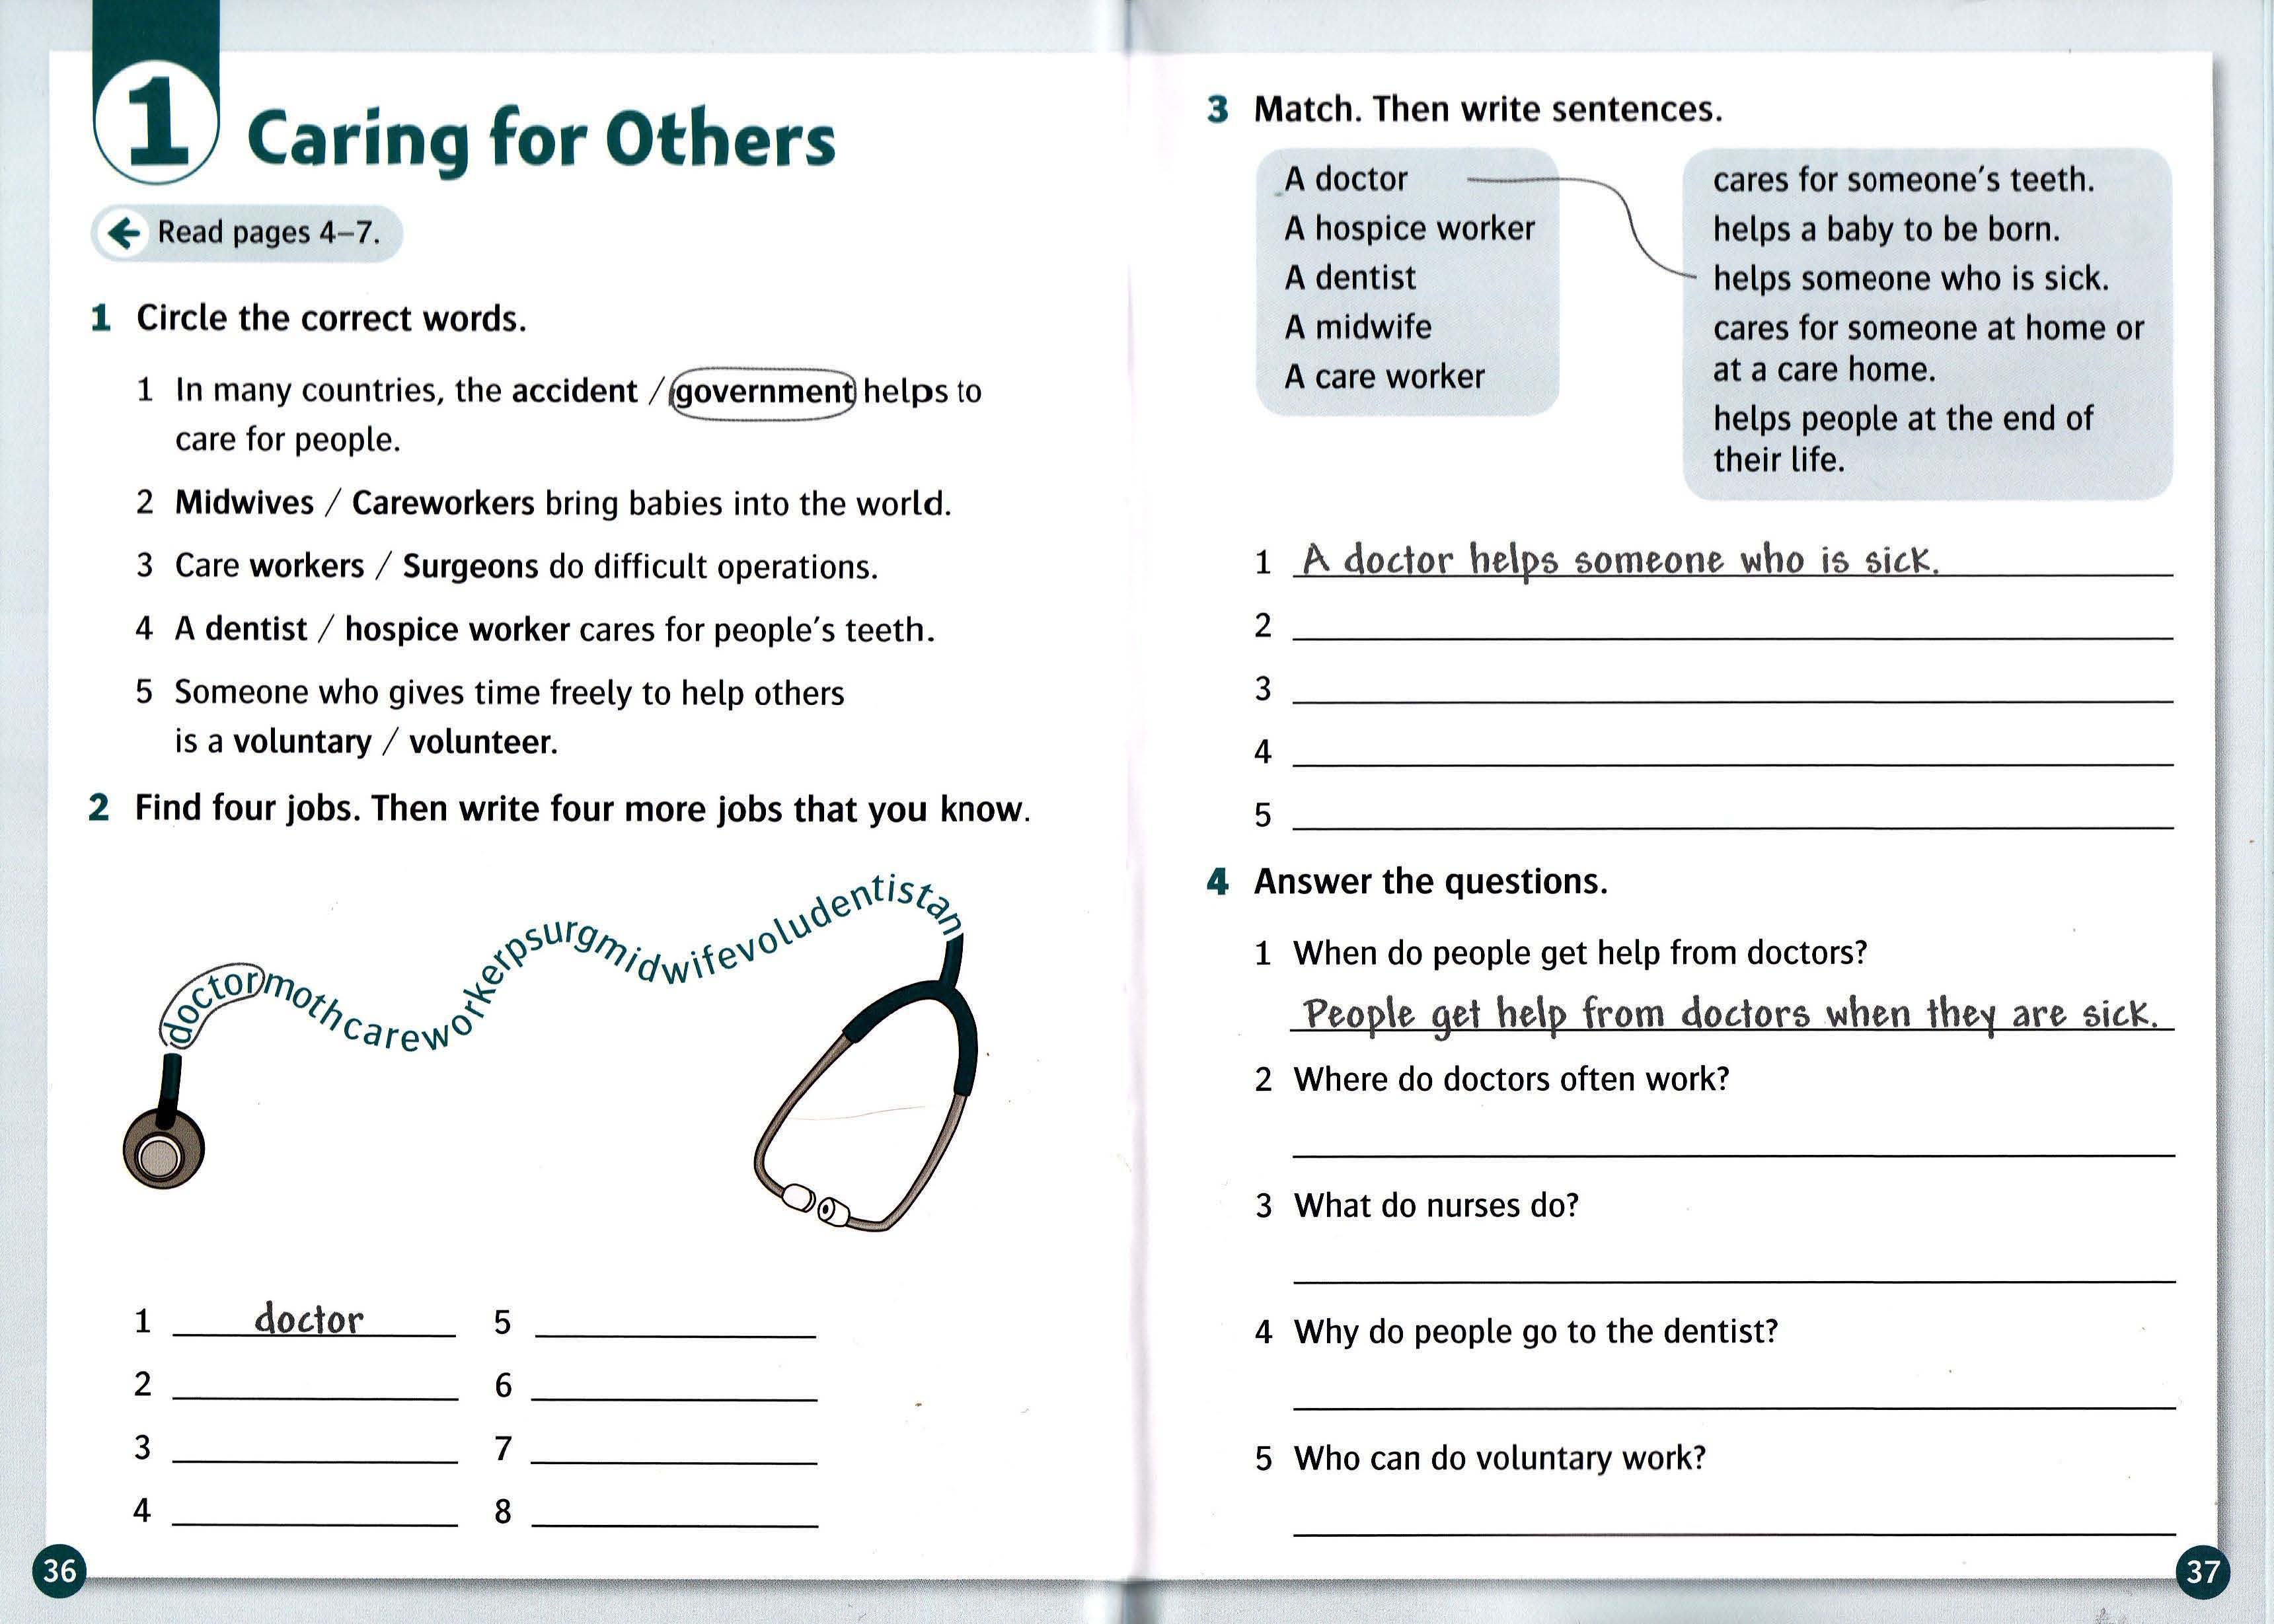 1 Caring for Others
Read pages 4–7.
1 Circle the correct words.
1 In many countries, the accident / government helps to
care for people.
2 Midwives / Careworkers bring babies into the world.
3 Care workers / Surgeons do difficult operations.
4 A dentist / hospice worker cares for people's teeth.
5 Someone who gives time freely to help others
is a voluntary / volunteer.
2 Find four jobs. Then write four more jobs that you know.
doctormothcareworkerpsurgmidwifevoludentistan
1 doctor 5
2 6
3 7
4 8
36
3 Match. Then write sentences.
A doctor
A hospice worker
A dentist
A midwife
A care worker
cares for someone's teeth.
helps a baby to be born.
helps someone who is sick.
cares for someone at home or
at a care home.
helps people at the end of
their life.
1 A doctor helps someone who is sick.
2
3
4
5
4 Answer the questions.
1 When do people get help from doctors?
People get help from doctors when they are sick.
2 Where do doctors often work?
3 What do nurses do?
4 Why do people go to the dentist?
5 Who can do voluntary work?
37